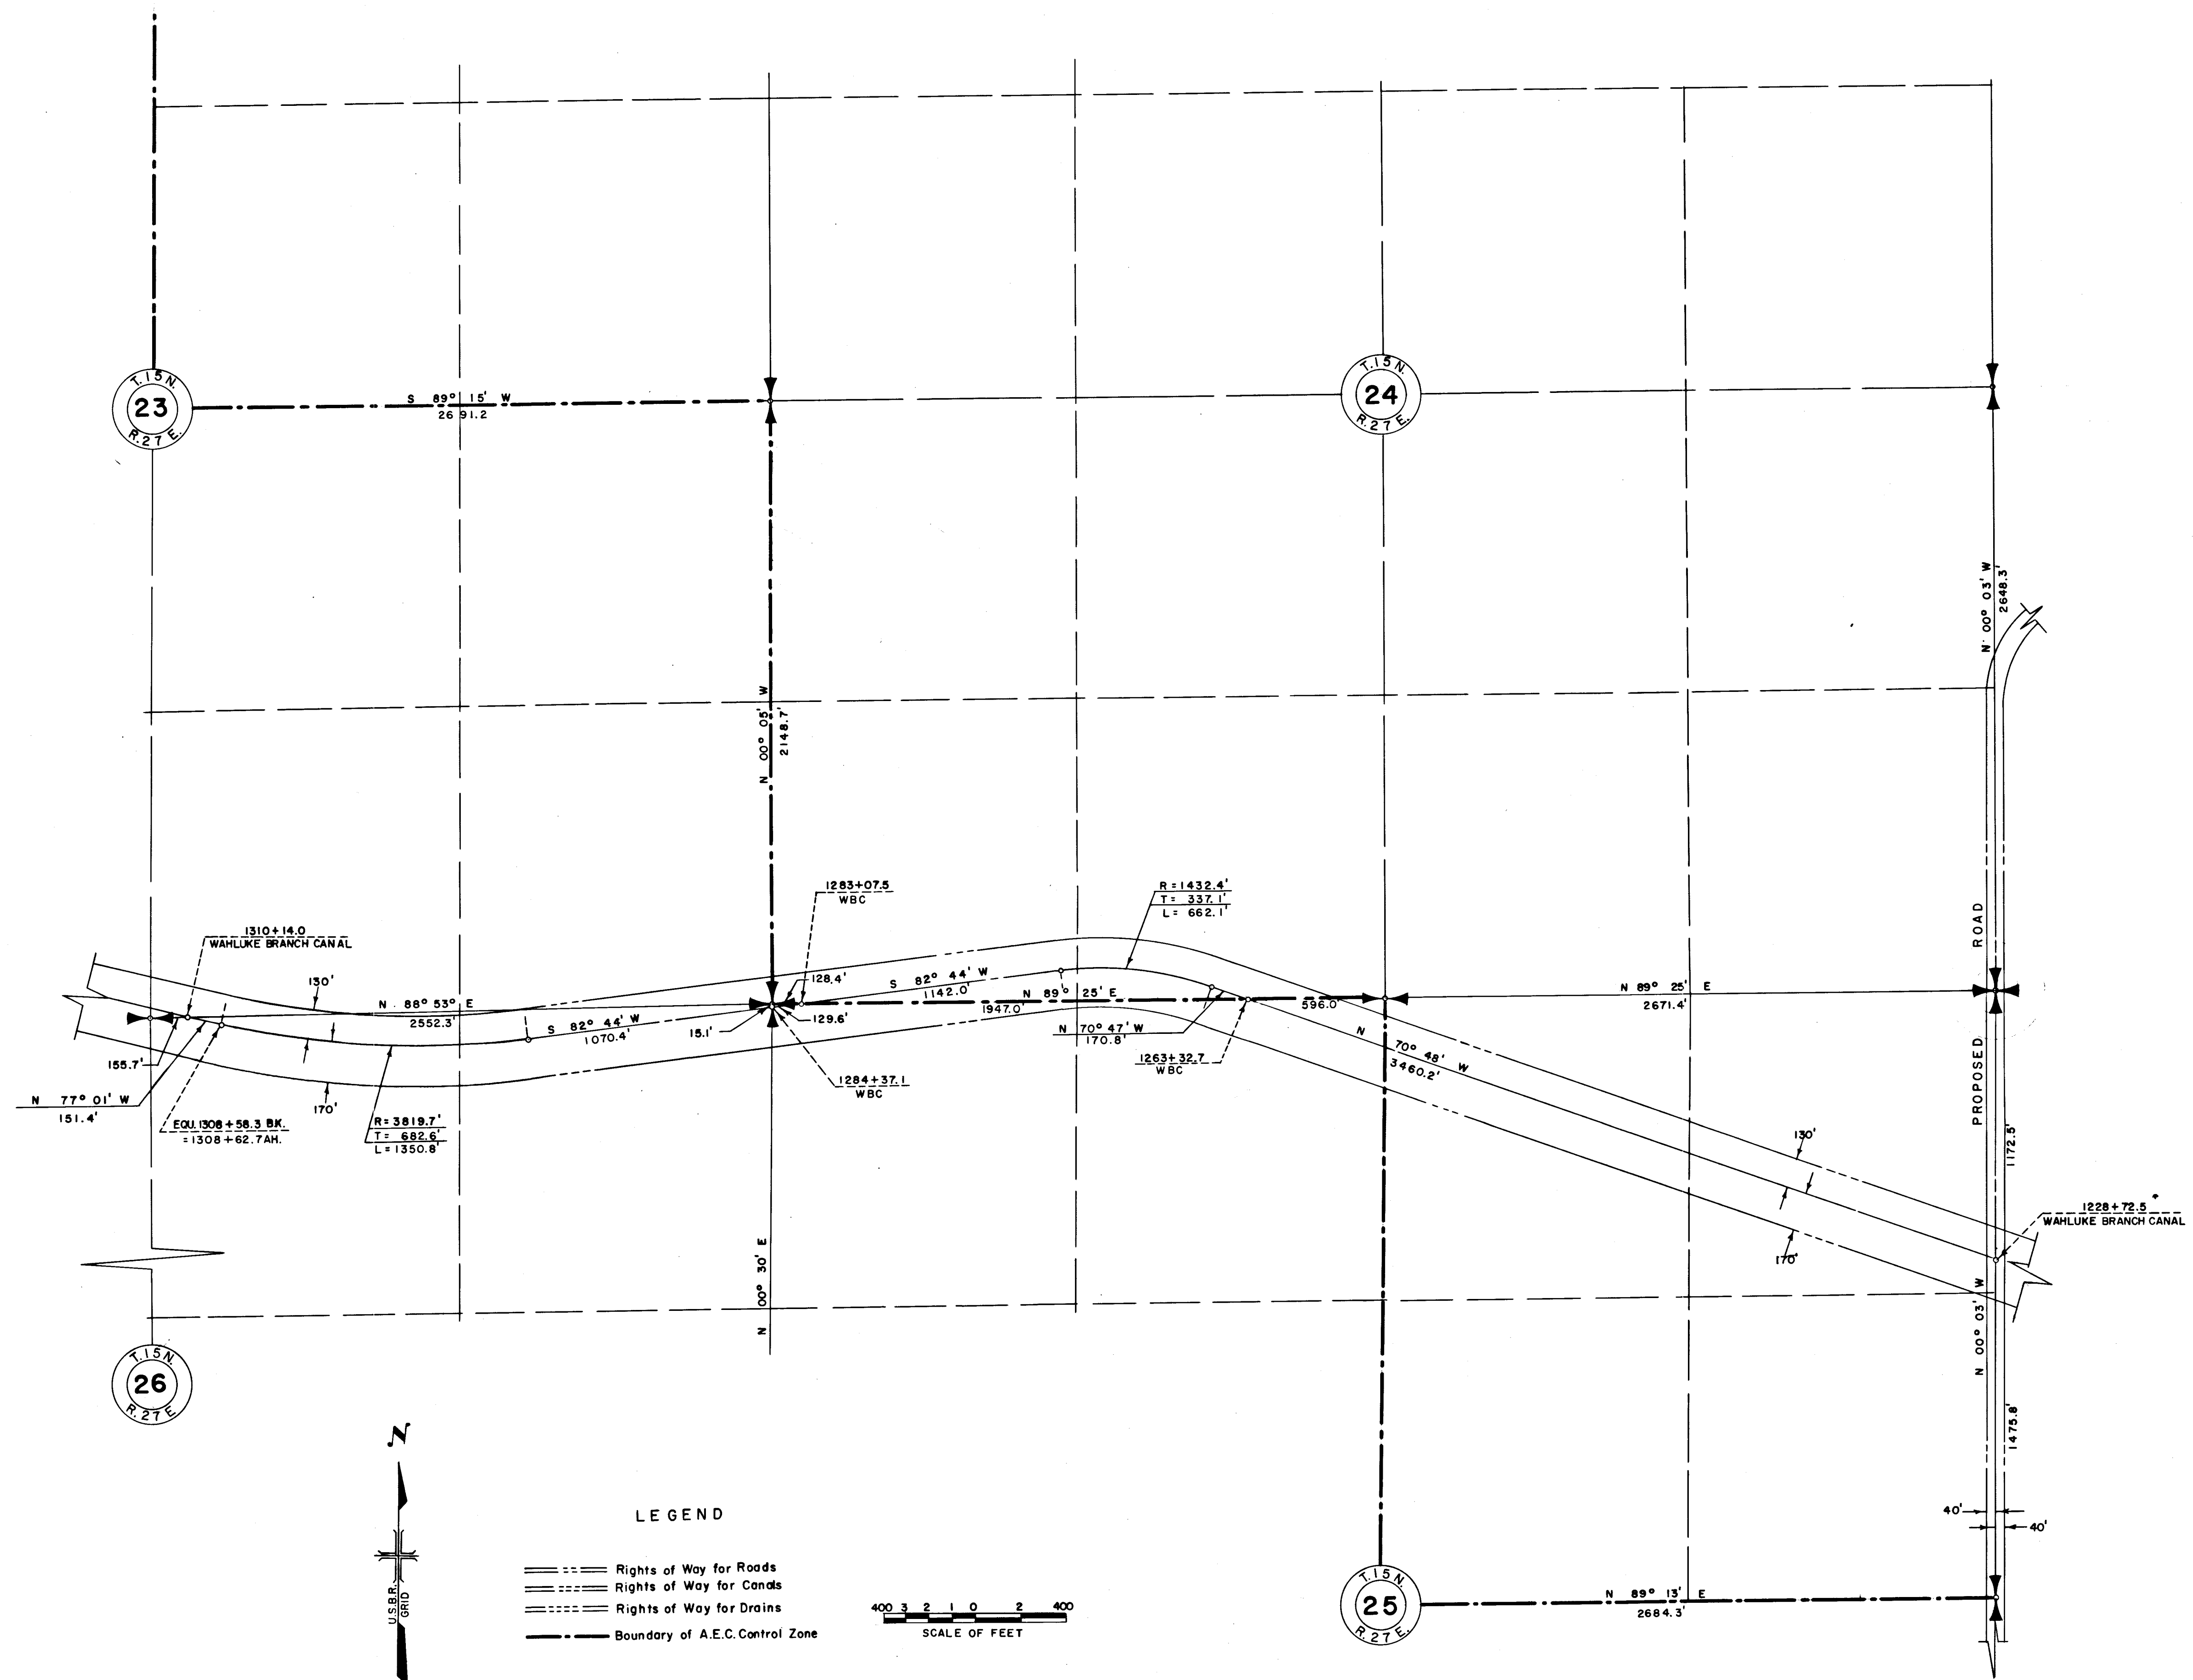 T.15N.
23
R.27 E.
S 89° 15' W
2691.2
T.15N.
24
R.27 E.
N 00° 03' W
2648.3'
N 00° 05' W
2148.7'
1283+07.5
WBC
R=1432.4'
T= 337.1'
L= 662.1'
1310+14.0
WAHLUKE BRANCH CANAL
130'
N 88° 53' E
2552.3'
S 82° 44' W
1070.4'
128.4'
15.1'
129.6'
S 82° 44' W
1142.0'
N 89° 25' E
1947.0'
596.0'
N 89° 25' E
2671.4'
PROPOSED ROAD
N 70° 47' W
170.8'
1263+32.7
WBC
N 70° 48' W
3460.2'
155.7'
N 77° 01' W
151.4'
170'
1284+37.1
WBC
EQU.1308+58.3 BK.
=1308+62.7AH.
R=3819.7'
T= 682.6'
L=1350.8'
130'
1172.5'
1228+72.5
WAHLUKE BRANCH CANAL
170'
N 00° 30' E
N 00° 03' W
1475.8'
T.15N.
26
R.27 E
N
U.S.B.R.
GRID
LEGEND
Rights of Way for Roads
Rights of Way for Canals
Rights of Way for Drains
Boundary of A.E.C. Control Zone
400 3 2 1 0 2 400
SCALE OF FEET
T.15N.
25
R.27 E.
N 89° 13' E
2684.3'
40'
40'